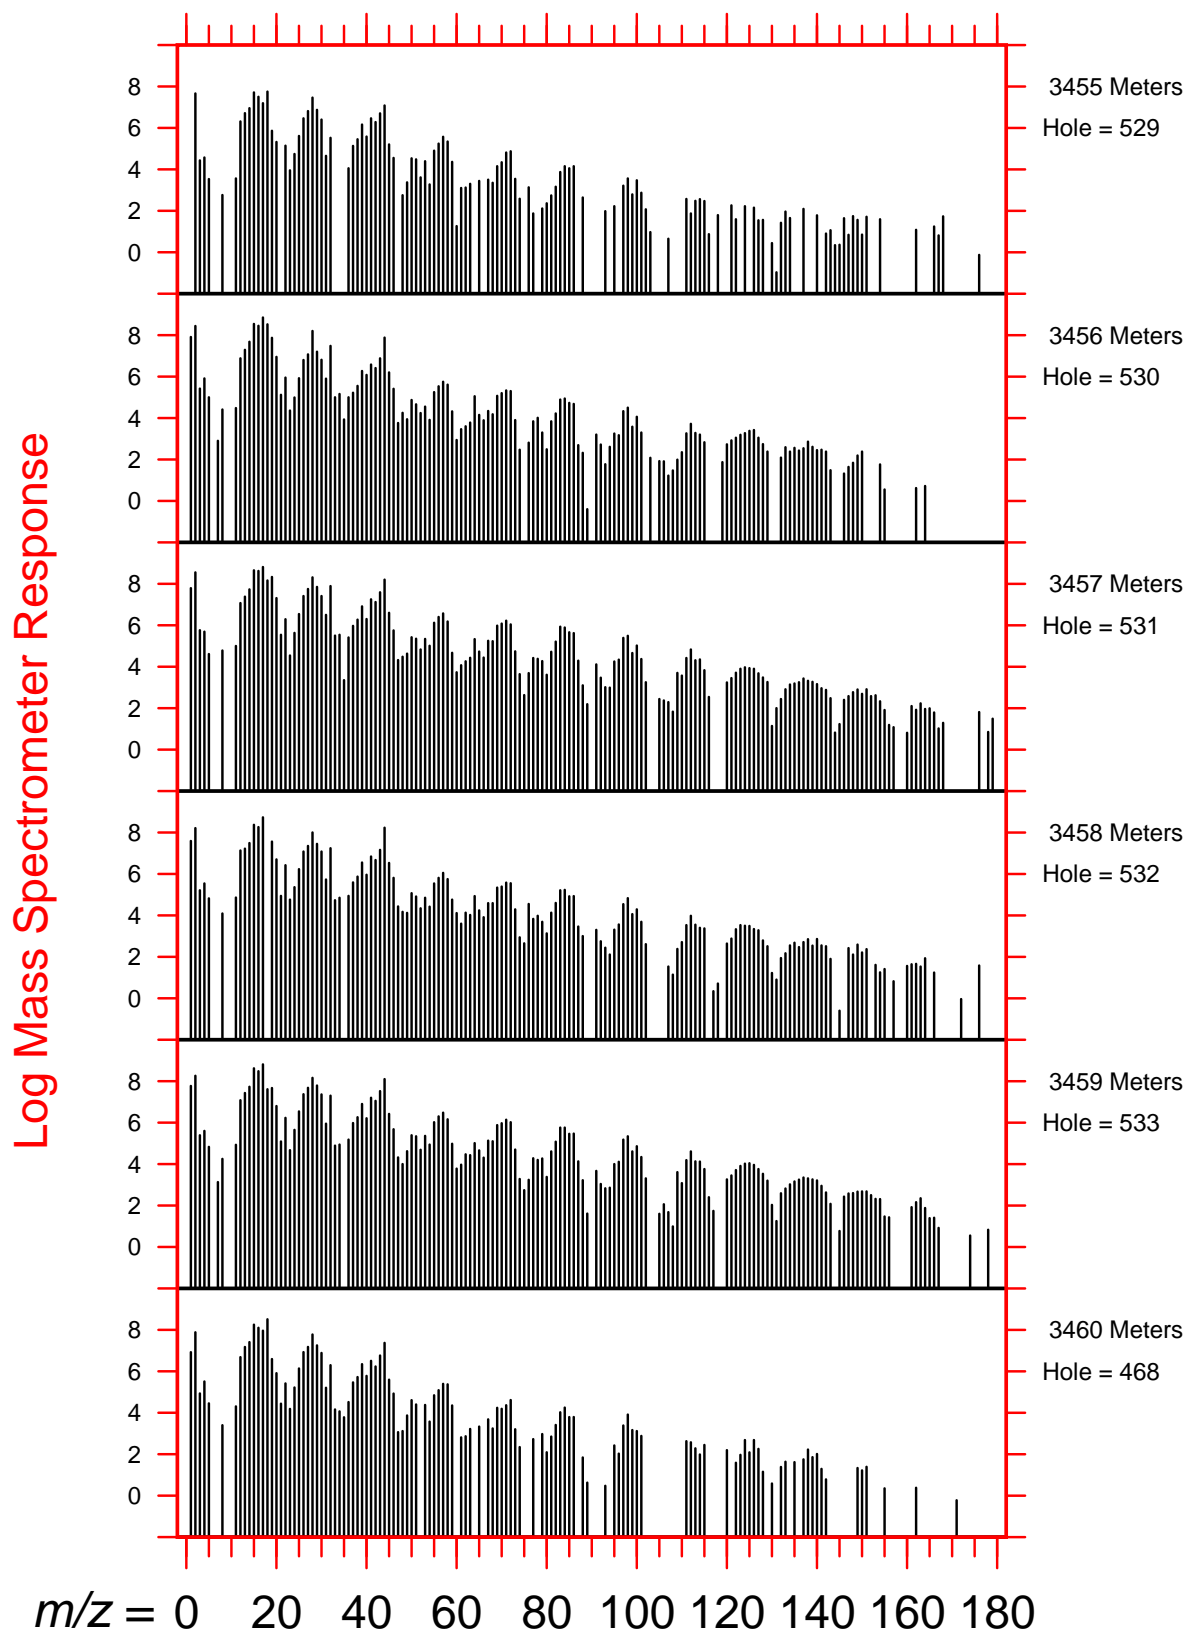 8
6
4
2
0
3455 Meters
Hole = 529
8
6
4
2
0
3456 Meters
Hole = 530
8
6
4
2
0
3457 Meters
Hole = 531
8
6
4
2
0
3458 Meters
Hole = 532
8
6
4
2
0
3459 Meters
Hole = 533
8
6
4
2
0
3460 Meters
Hole = 468
Log Mass Spectrometer Response
m/z = 0 20 40 60 80 100 120 140 160 180